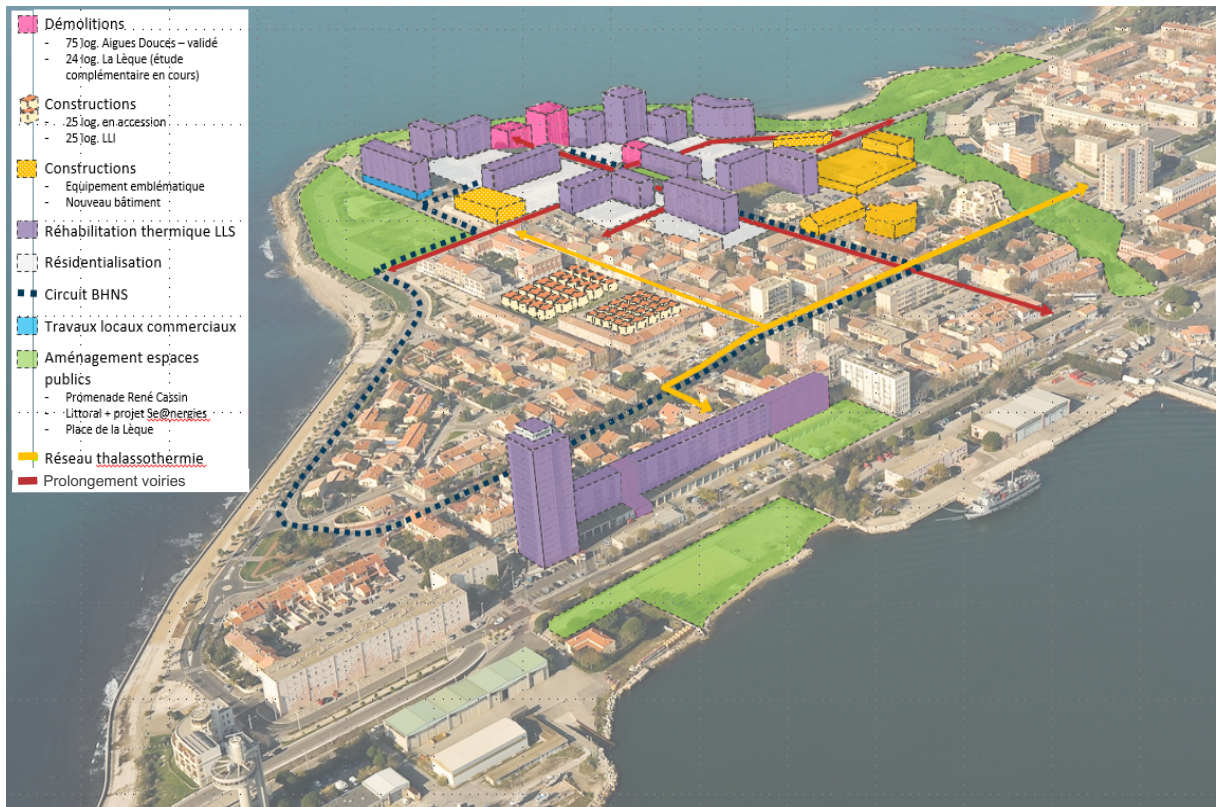 Démolitions
- 75 log. Aigues Douces – validé
- 24 log. La Lèque (étude
complémentaire en cours)
Constructions
- 25 log. en accession
- 25 log. LLI
Constructions
- Equipement emblématique
- Nouveau bâtiment
Réhabilitation thermique LLS
Résidentialisation
Circuit BHNS
Travaux locaux commerciaux
Aménagement espaces
publics
- Promenade René Cassin
- Littoral + projet Se@nergies
- Place de la Lèque
Réseau thalassothermie
Prolongement voiries